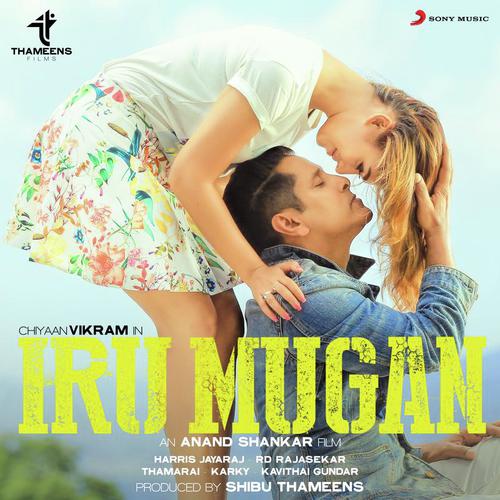 THAMEENS
FILMS
SONY MUSIC
CHIYAAN VIKRAM IN
IRU MUGAN
AN ANAND SHANKAR FILM
HARRIS JAYARAJ - RD RAJASEKAR
THAMARAI - KARKY - KAVITHAI GUNDAR
PRODUCED BY SHIBU THAMEENS